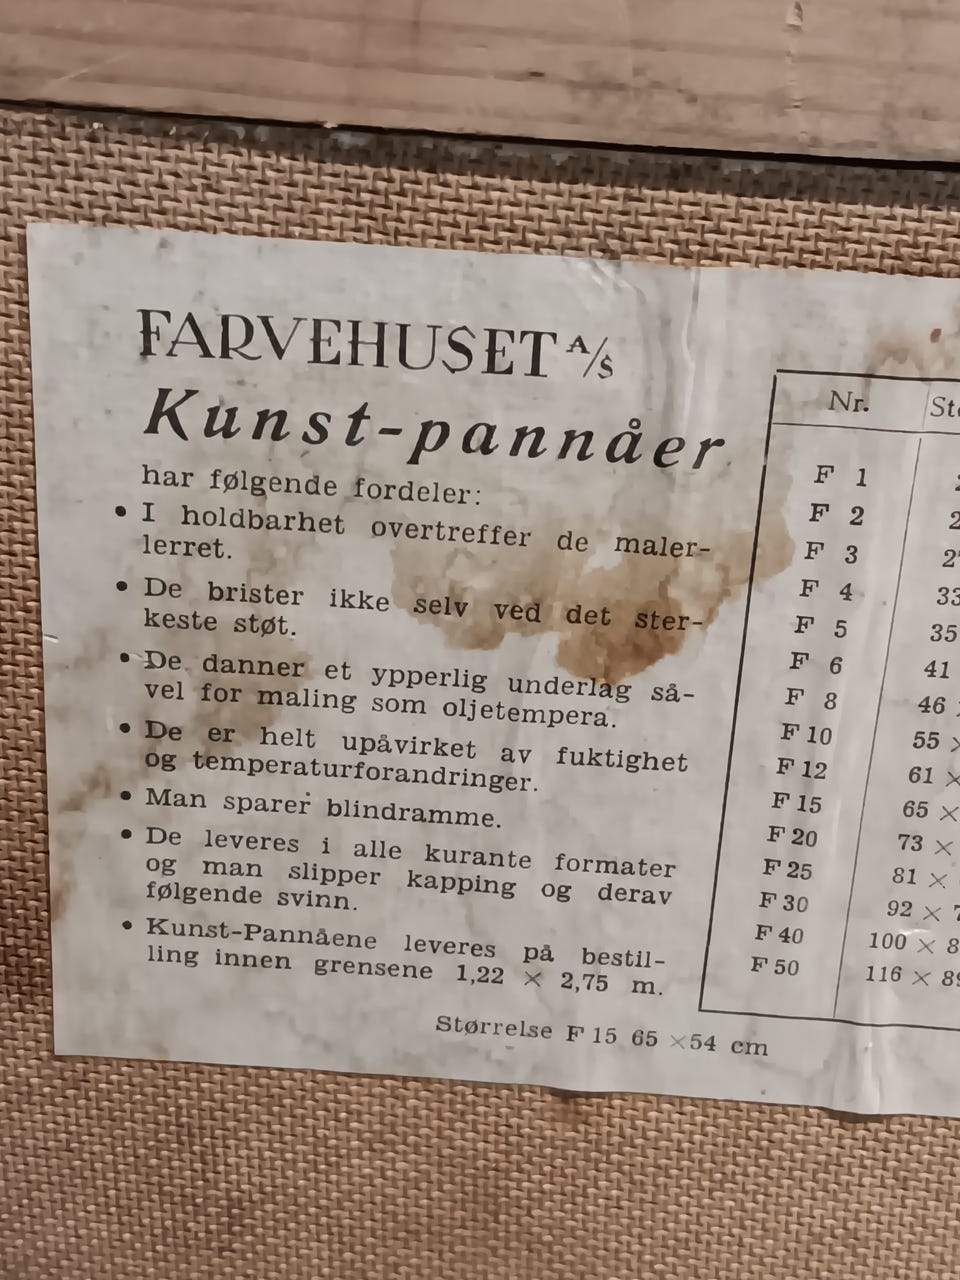 FARVEHUSET A/S
Kunst-pannåer
har følgende fordeler:
• I holdbarhet overtreffer de maler-
lerret.
• De brister ikke selv ved det ster-
keste støt.
• De danner et ypperlig underlag så-
vel for maling som oljetempera.
• De er helt upåvirket av fuktighet
og temperaturforandringer.
• Man sparer blindramme.
• De leveres i alle kurante formater
og man slipper kapping og derav
følgende svinn.
• Kunst-Pannåene leveres på bestil-
ling innen grensene 1,22 × 2,75 m.
Størrelse F 15 65 ×54 cm
Nr.
F 1
F 2
F 3
F 4 33
F 5 35
F 6 41
F 8 46
F 10 55 ×
F 12 61 ×
F 15 65 ×
F 20 73 ×
F 25 81 ×
F 30 92 × 7
F 40 100 × 8
F 50 116 × 89